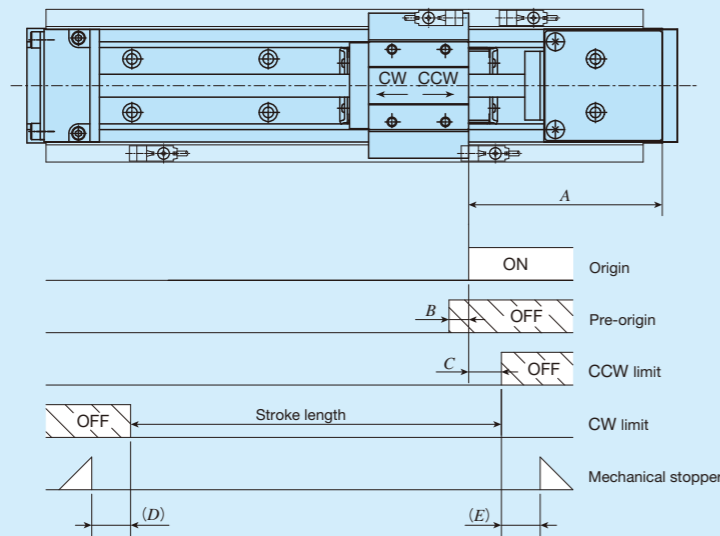 CW CCW
A
ON Origin
B OFF Pre-origin
C OFF CCW limit
OFF Stroke length CW limit
Mechanical stopper
(D) (E)